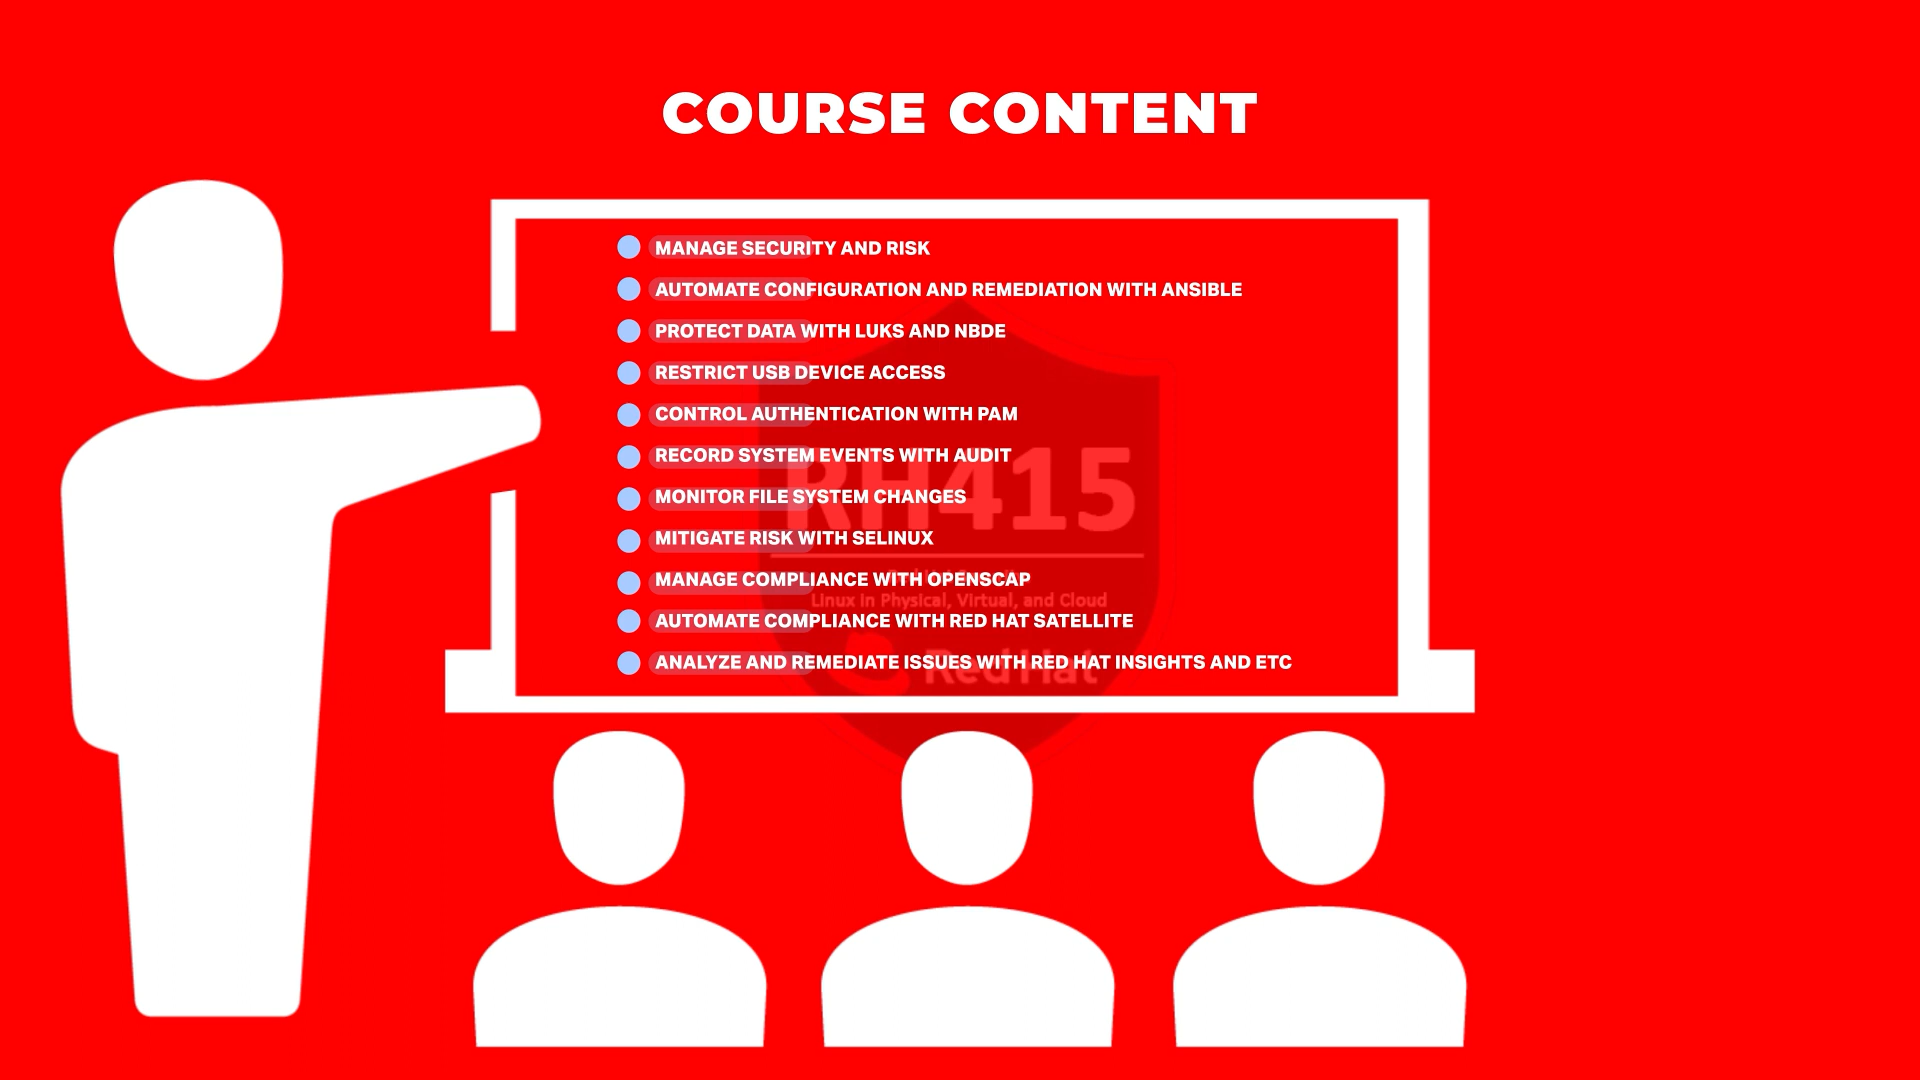 COURSE CONTENT
MANAGE SECURITY AND RISK
AUTOMATE CONFIGURATION AND REMEDIATION WITH ANSIBLE
PROTECT DATA WITH LUKS AND NBDE
RESTRICT USB DEVICE ACCESS
CONTROL AUTHENTICATION WITH PAM
RECORD SYSTEM EVENTS WITH AUDIT
RH415
MONITOR FILE SYSTEM CHANGES
MITIGATE RISK WITH SELINUX
MANAGE COMPLIANCE WITH OPENSCAP
Linux in Physical, Virtual, and Cloud
AUTOMATE COMPLIANCE WITH RED HAT SATELLITE
ANALYZE AND REMEDIATE ISSUES WITH RED HAT INSIGHTS AND ETC
RedHat